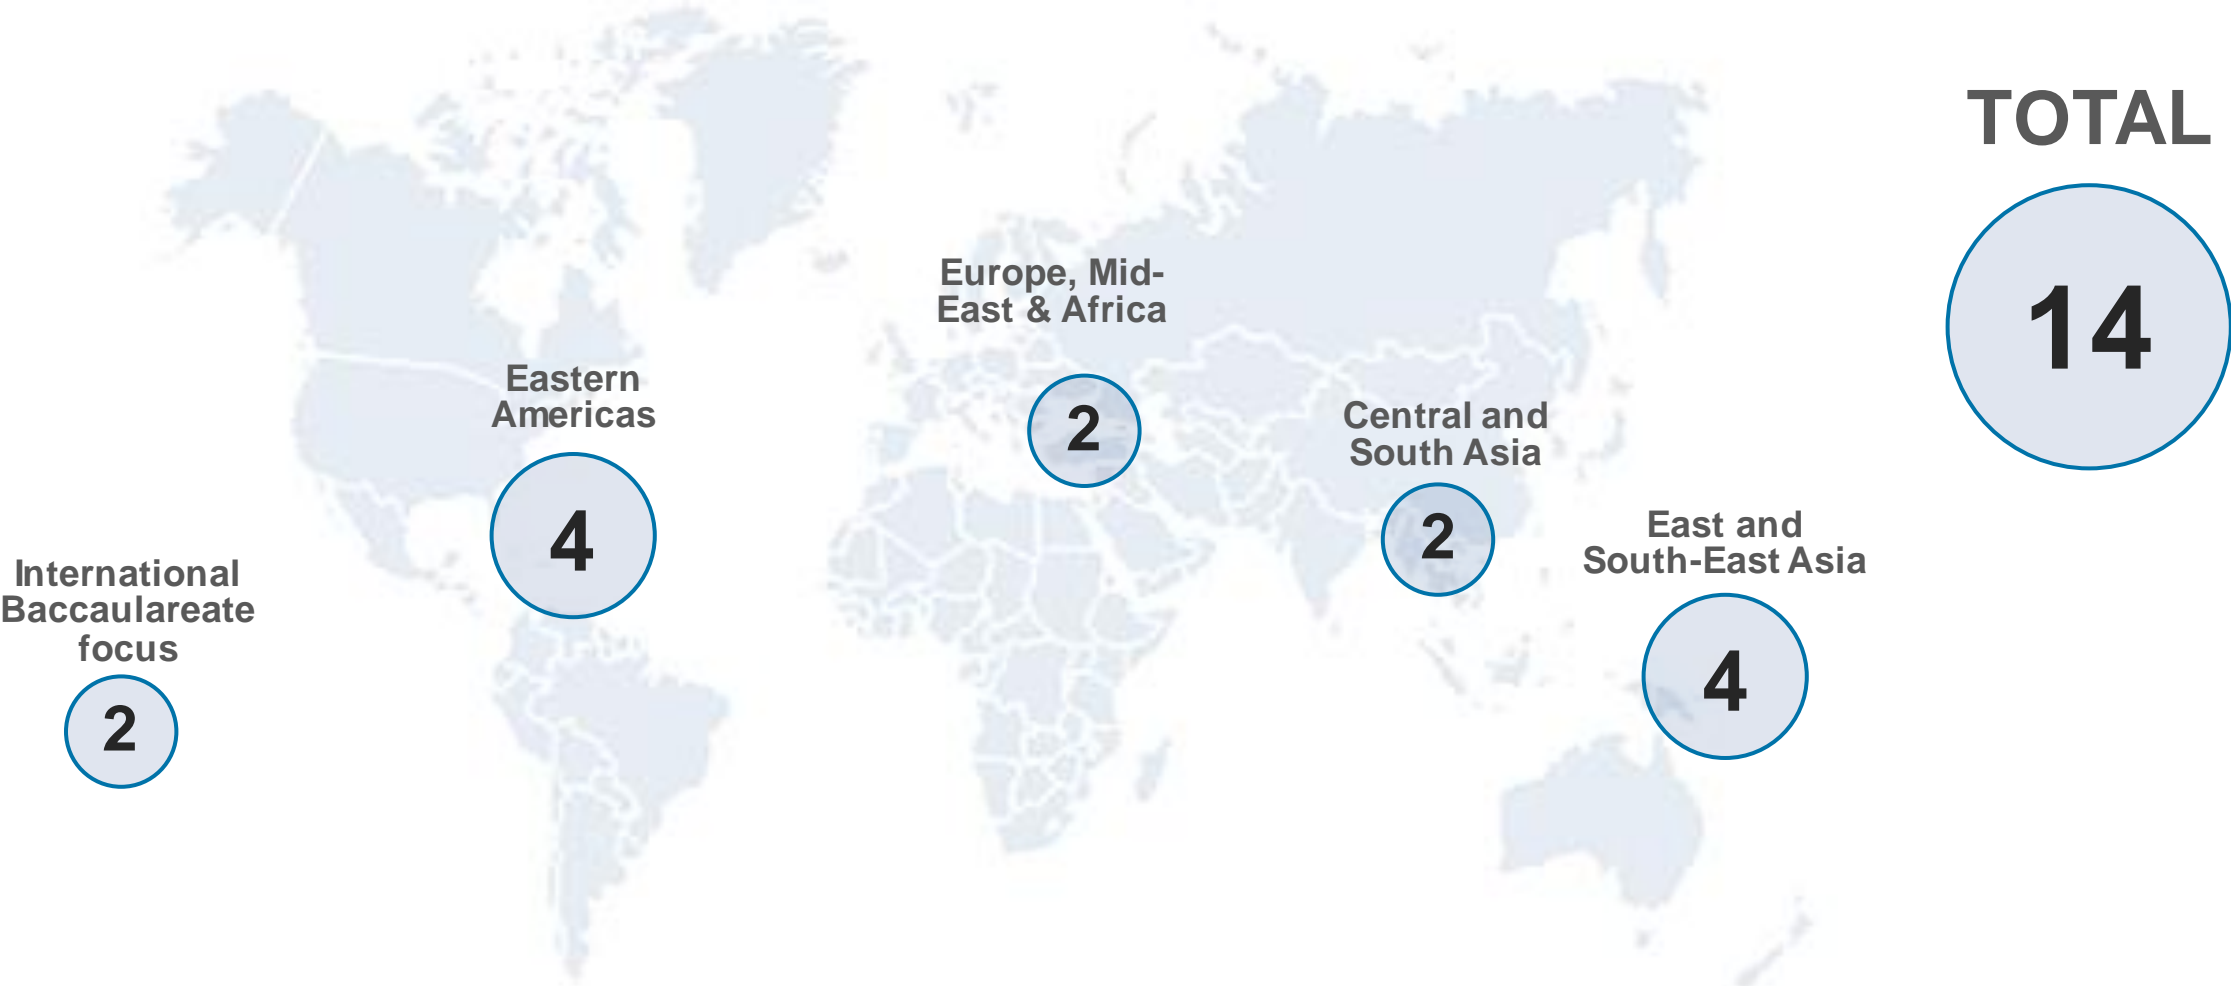 TOTAL
14
Europe, Mid-
East & Africa
2
Eastern
Americas
4
Central and
South Asia
2
East and
South-East Asia
4
International
Baccaulareate
focus
2